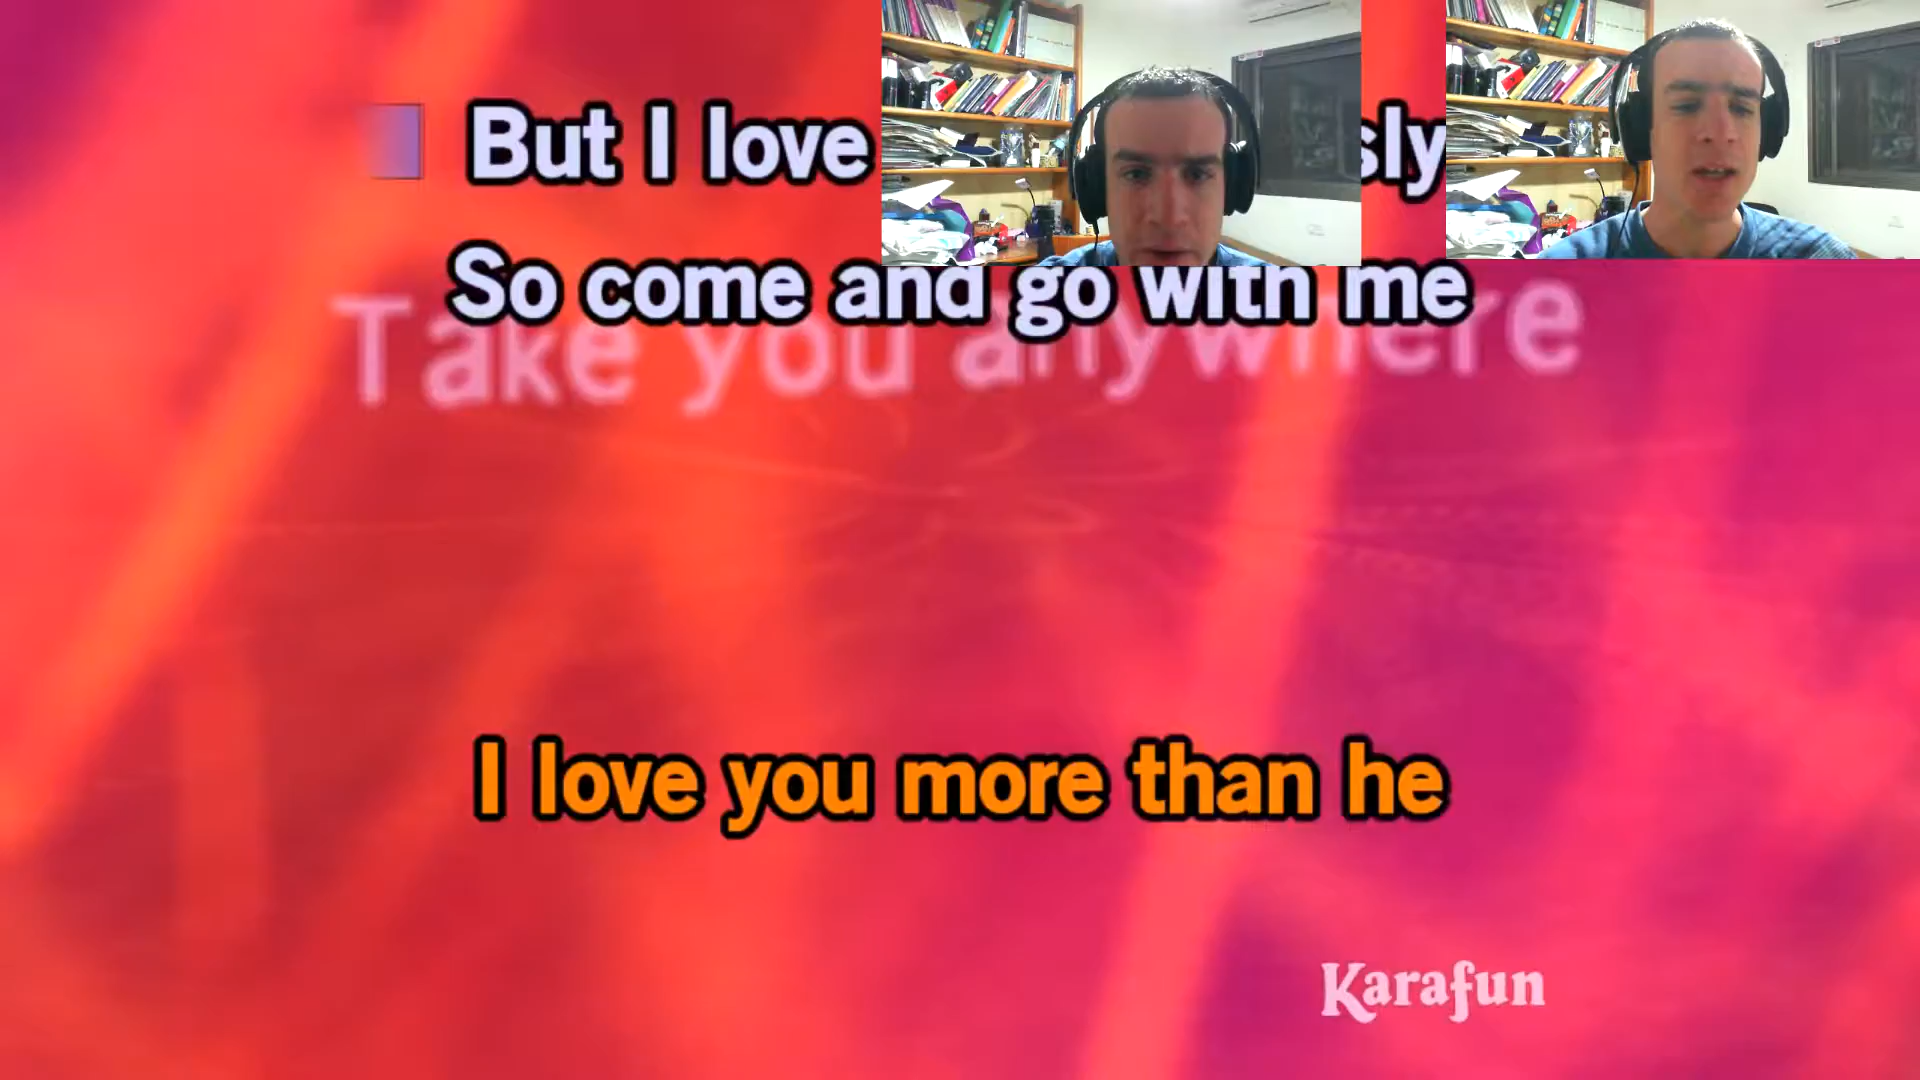 But I love sly
So come and go with me
Take you anywhere
I love you more than he
Karafun